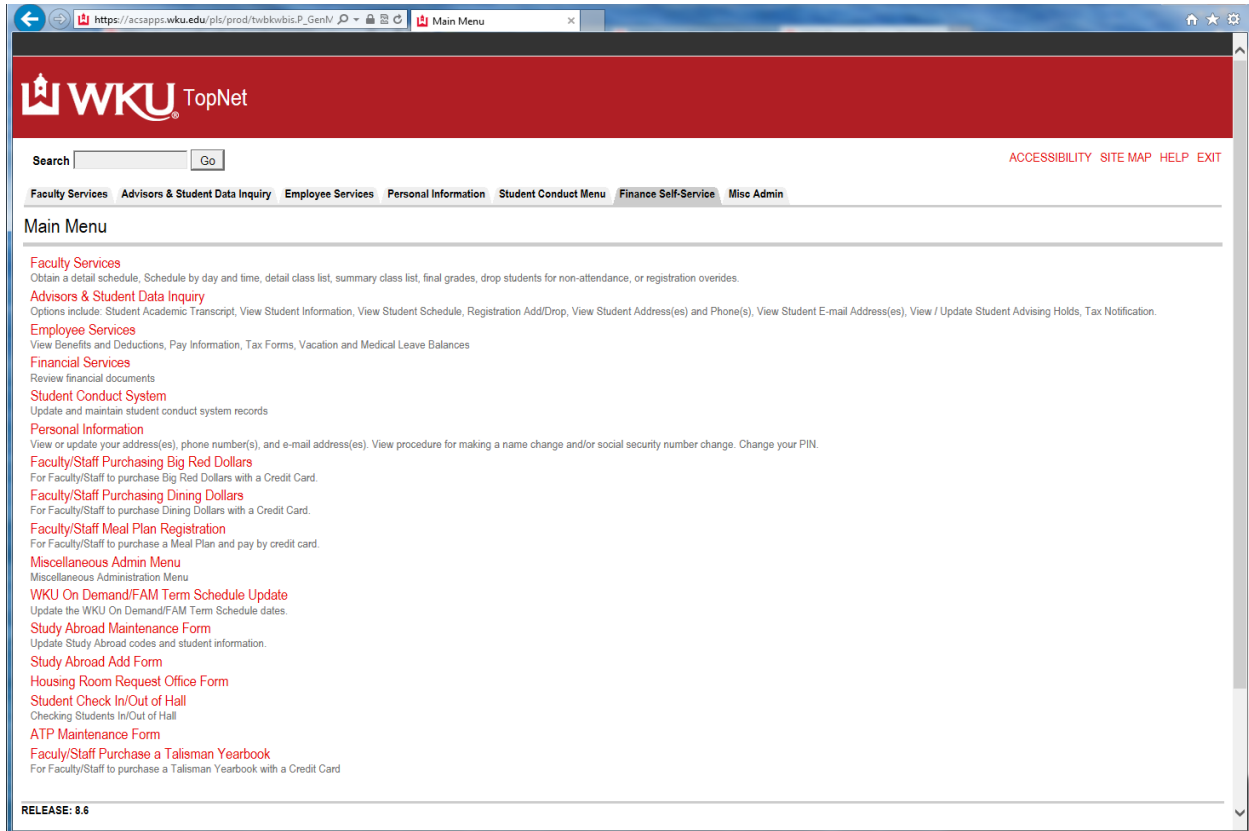 https://acsapps.wku.edu/pls/prod/twbkwbis.P_GenM
Main Menu
WKU® TopNet
Search Go
ACCESSIBILITY SITE MAP HELP EXIT
Faculty Services Advisors & Student Data Inquiry Employee Services Personal Information Student Conduct Menu Finance Self-Service Misc Admin
Main Menu
Faculty Services
Obtain a detail schedule, Schedule by day and time, detail class list, summary class list, final grades, drop students for non-attendance, or registration overides.
Advisors & Student Data Inquiry
Options include: Student Academic Transcript, View Student Information, View Student Schedule, Registration Add/Drop, View Student Address(es) and Phone(s), View Student E-mail Address(es), View / Update Student Advising Holds, Tax Notification.
Employee Services
View Benefits and Deductions, Pay Information, Tax Forms, Vacation and Medical Leave Balances
Financial Services
Review financial documents
Student Conduct System
Update and maintain student conduct system records
Personal Information
View or update your address(es), phone number(s), and e-mail address(es). View procedure for making a name change and/or social security number change. Change your PIN.
Faculty/Staff Purchasing Big Red Dollars
For Faculty/Staff to purchase Big Red Dollars with a Credit Card.
Faculty/Staff Purchasing Dining Dollars
For Faculty/Staff to purchase Dining Dollars with a Credit Card.
Faculty/Staff Meal Plan Registration
For Faculty/Staff to purchase a Meal Plan and pay by credit card.
Miscellaneous Admin Menu
Miscellaneous Administration Menu
WKU On Demand/FAM Term Schedule Update
Update the WKU On Demand/FAM Term Schedule dates.
Study Abroad Maintenance Form
Update Study Abroad codes and student information.
Study Abroad Add Form
Housing Room Request Office Form
Student Check In/Out of Hall
Checking Students In/Out of Hall
ATP Maintenance Form
Faculy/Staff Purchase a Talisman Yearbook
For Faculty/Staff to purchase a Talisman Yearbook with a Credit Card
RELEASE: 8.6